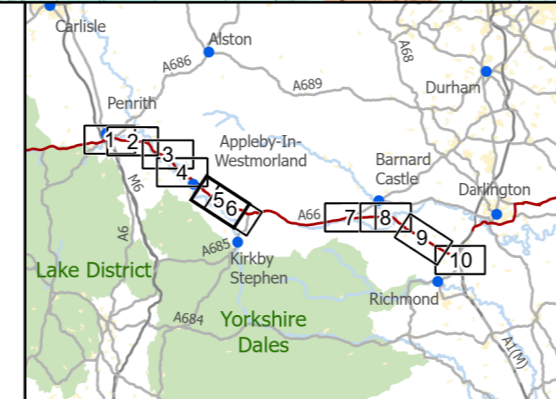 Carlisle
Alston
A686
A68
A689
Durham
Penrith
1
2
3
4
Appleby-In-
Westmorland
Barnard
Castle
Darlington
5
6
A66
7
8
9
10
M6
A6
A685
Kirkby
Stephen
Lake District
Richmond
A684
Yorkshire
Dales
A1(M)